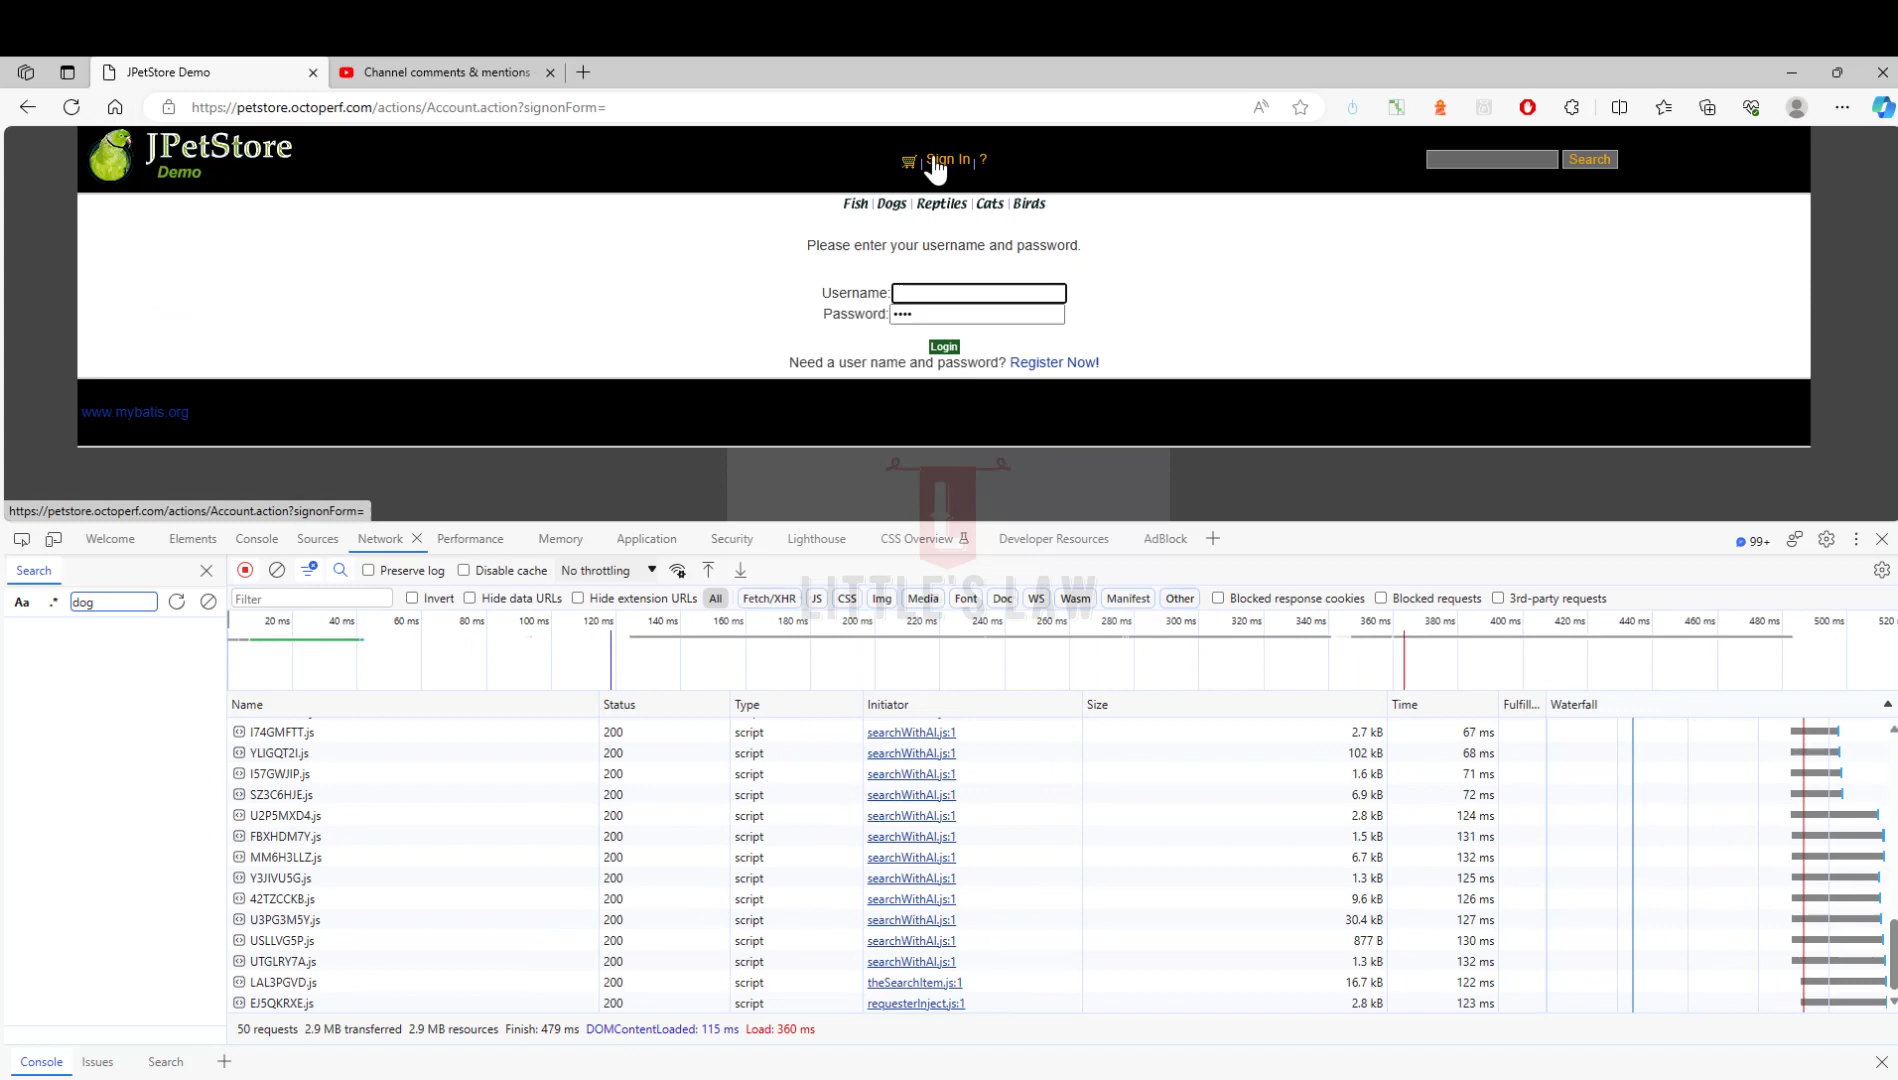 JPetStore Demo
Channel comments & mentions
https://petstore.octoperf.com/actions/Account.action?signonForm=
JPetStore
Demo
Sign In | ?
Search
Fish | Dogs | Reptiles | Cats | Birds
Please enter your username and password.
Username:
Password: ••••
Login
Need a user name and password? Register Now!
www.mybatis.org
https://petstore.octoperf.com/actions/Account.action?signonForm=
Welcome Elements Console Sources Network Performance Memory Application Security Lighthouse CSS Overview Developer Resources AdBlock 99+
Search
Preserve log Disable cache No throttling
Aa .* dog
Filter Invert Hide data URLs Hide extension URLs All Fetch/XHR JS CSS Img Media Font Doc WS Wasm Manifest Other Blocked response cookies Blocked requests 3rd-party requests
LITTLE'S LAW
20 ms 40 ms 60 ms 80 ms 100 ms 120 ms 140 ms 160 ms 180 ms 200 ms 220 ms 240 ms 260 ms 280 ms 300 ms 320 ms 340 ms 360 ms 380 ms 400 ms 420 ms 440 ms 460 ms 480 ms 500 ms 520
Name Status Type Initiator Size Time Fulfill... Waterfall
I74GMFTT.js 200 script searchWithAI.js:1 2.7 kB 67 ms
YLIGQT2I.js 200 script searchWithAI.js:1 102 kB 68 ms
I57GWJIP.js 200 script searchWithAI.js:1 1.6 kB 71 ms
SZ3C6HJE.js 200 script searchWithAI.js:1 6.9 kB 72 ms
U2P5MXD4.js 200 script searchWithAI.js:1 2.8 kB 124 ms
FBXHDM7Y.js 200 script searchWithAI.js:1 1.5 kB 131 ms
MM6H3LLZ.js 200 script searchWithAI.js:1 6.7 kB 132 ms
Y3JIVU5G.js 200 script searchWithAI.js:1 1.3 kB 125 ms
42TZCCKB.js 200 script searchWithAI.js:1 9.6 kB 126 ms
U3PG3M5Y.js 200 script searchWithAI.js:1 30.4 kB 127 ms
USLLVG5P.js 200 script searchWithAI.js:1 877 B 130 ms
UTGLRY7A.js 200 script searchWithAI.js:1 1.3 kB 132 ms
LAL3PGVD.js 200 script theSearchItem.js:1 16.7 kB 122 ms
EJ5QKRXE.js 200 script requesterInject.js:1 2.8 kB 123 ms
50 requests 2.9 MB transferred 2.9 MB resources Finish: 479 ms DOMContentLoaded: 115 ms Load: 360 ms
Console Issues Search